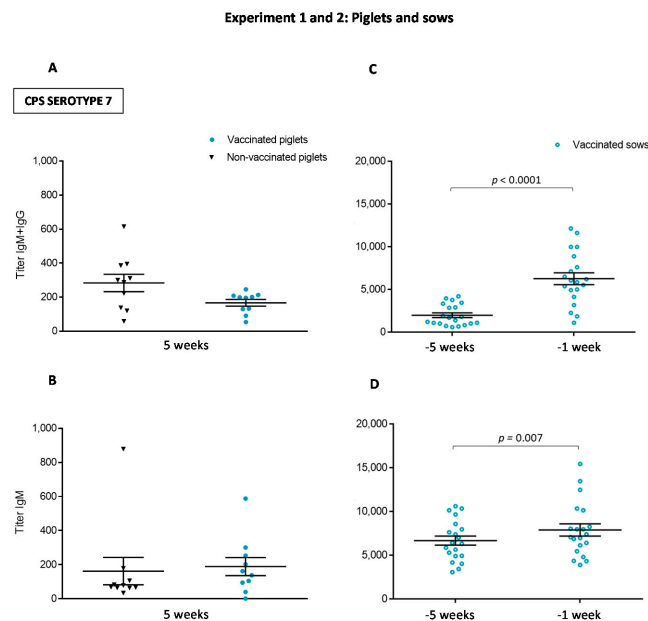 Experiment 1 and 2: Piglets and sows
A
C
CPS SEROTYPE 7
Vaccinated piglets
Non-vaccinated piglets
Vaccinated sows
Titer IgM+IgG
1,000
800
600
400
200
0
5 weeks
20,000
15,000
10,000
5,000
0
p < 0.0001
-5 weeks
-1 week
B
D
Titer IgM
1,000
800
600
400
200
0
5 weeks
20,000
15,000
10,000
5,000
0
p = 0.007
-5 weeks
-1 week